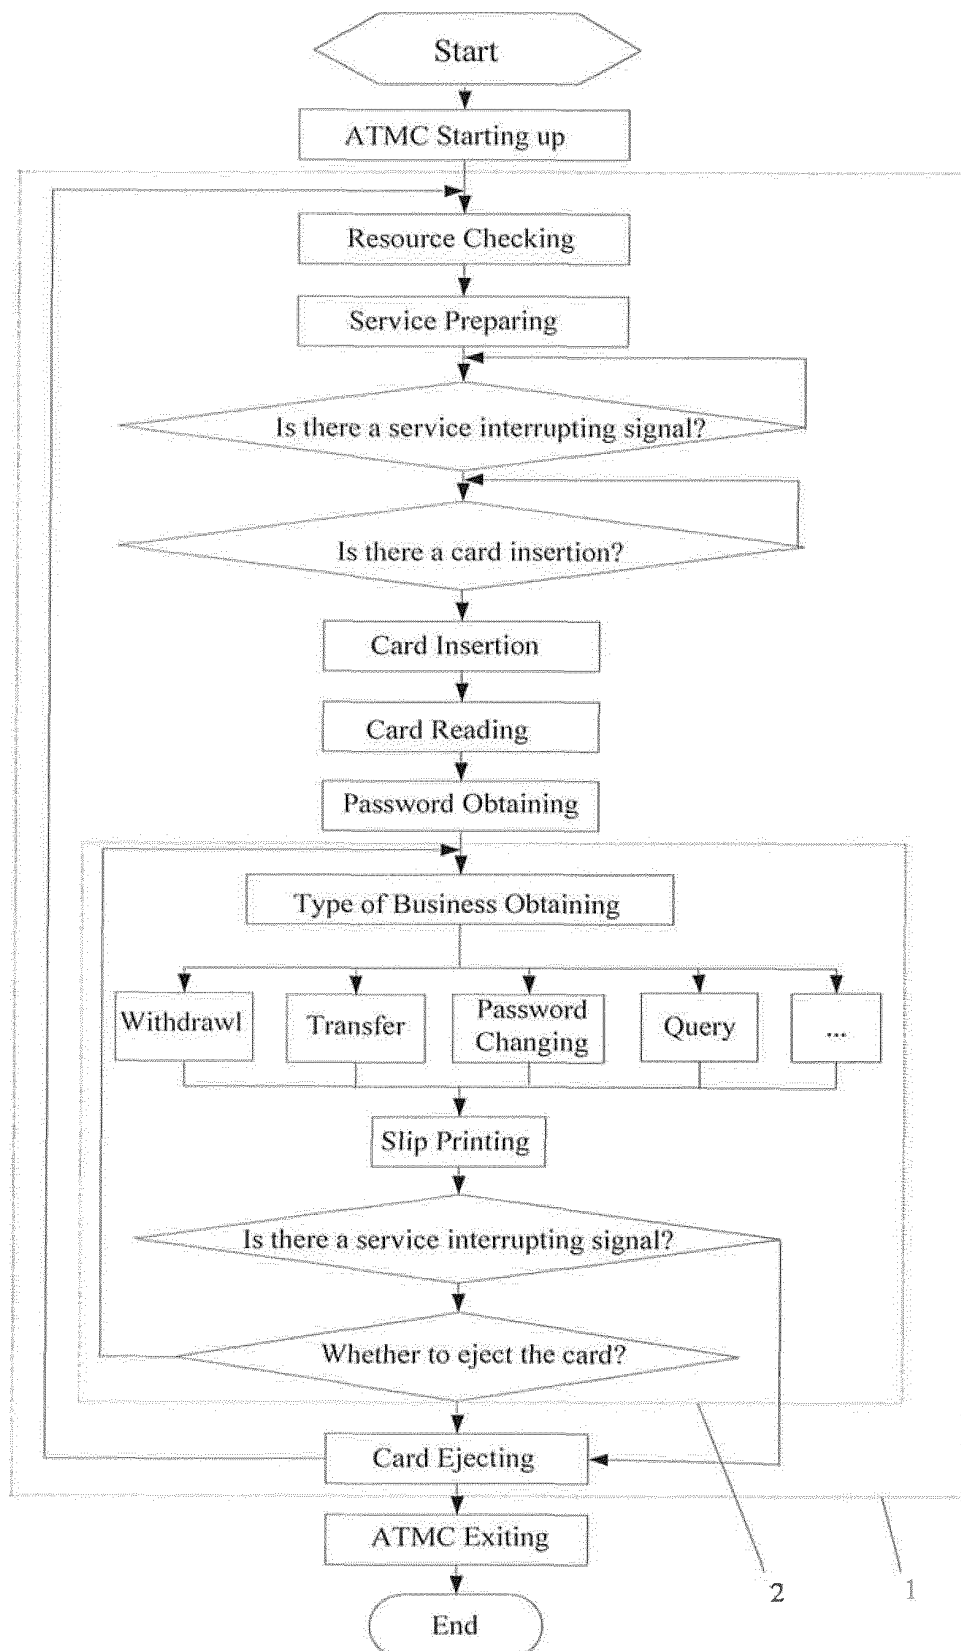 Start
ATMC Starting up
Resource Checking
Service Preparing
Is there a service interrupting signal?
Is there a card insertion?
Card Insertion
Card Reading
Password Obtaining
Type of Business Obtaining
Withdrawl
Transfer
Password
Changing
Query
...
Slip Printing
Is there a service interrupting signal?
Whether to eject the card?
Card Ejecting
ATMC Exiting
End
2
1